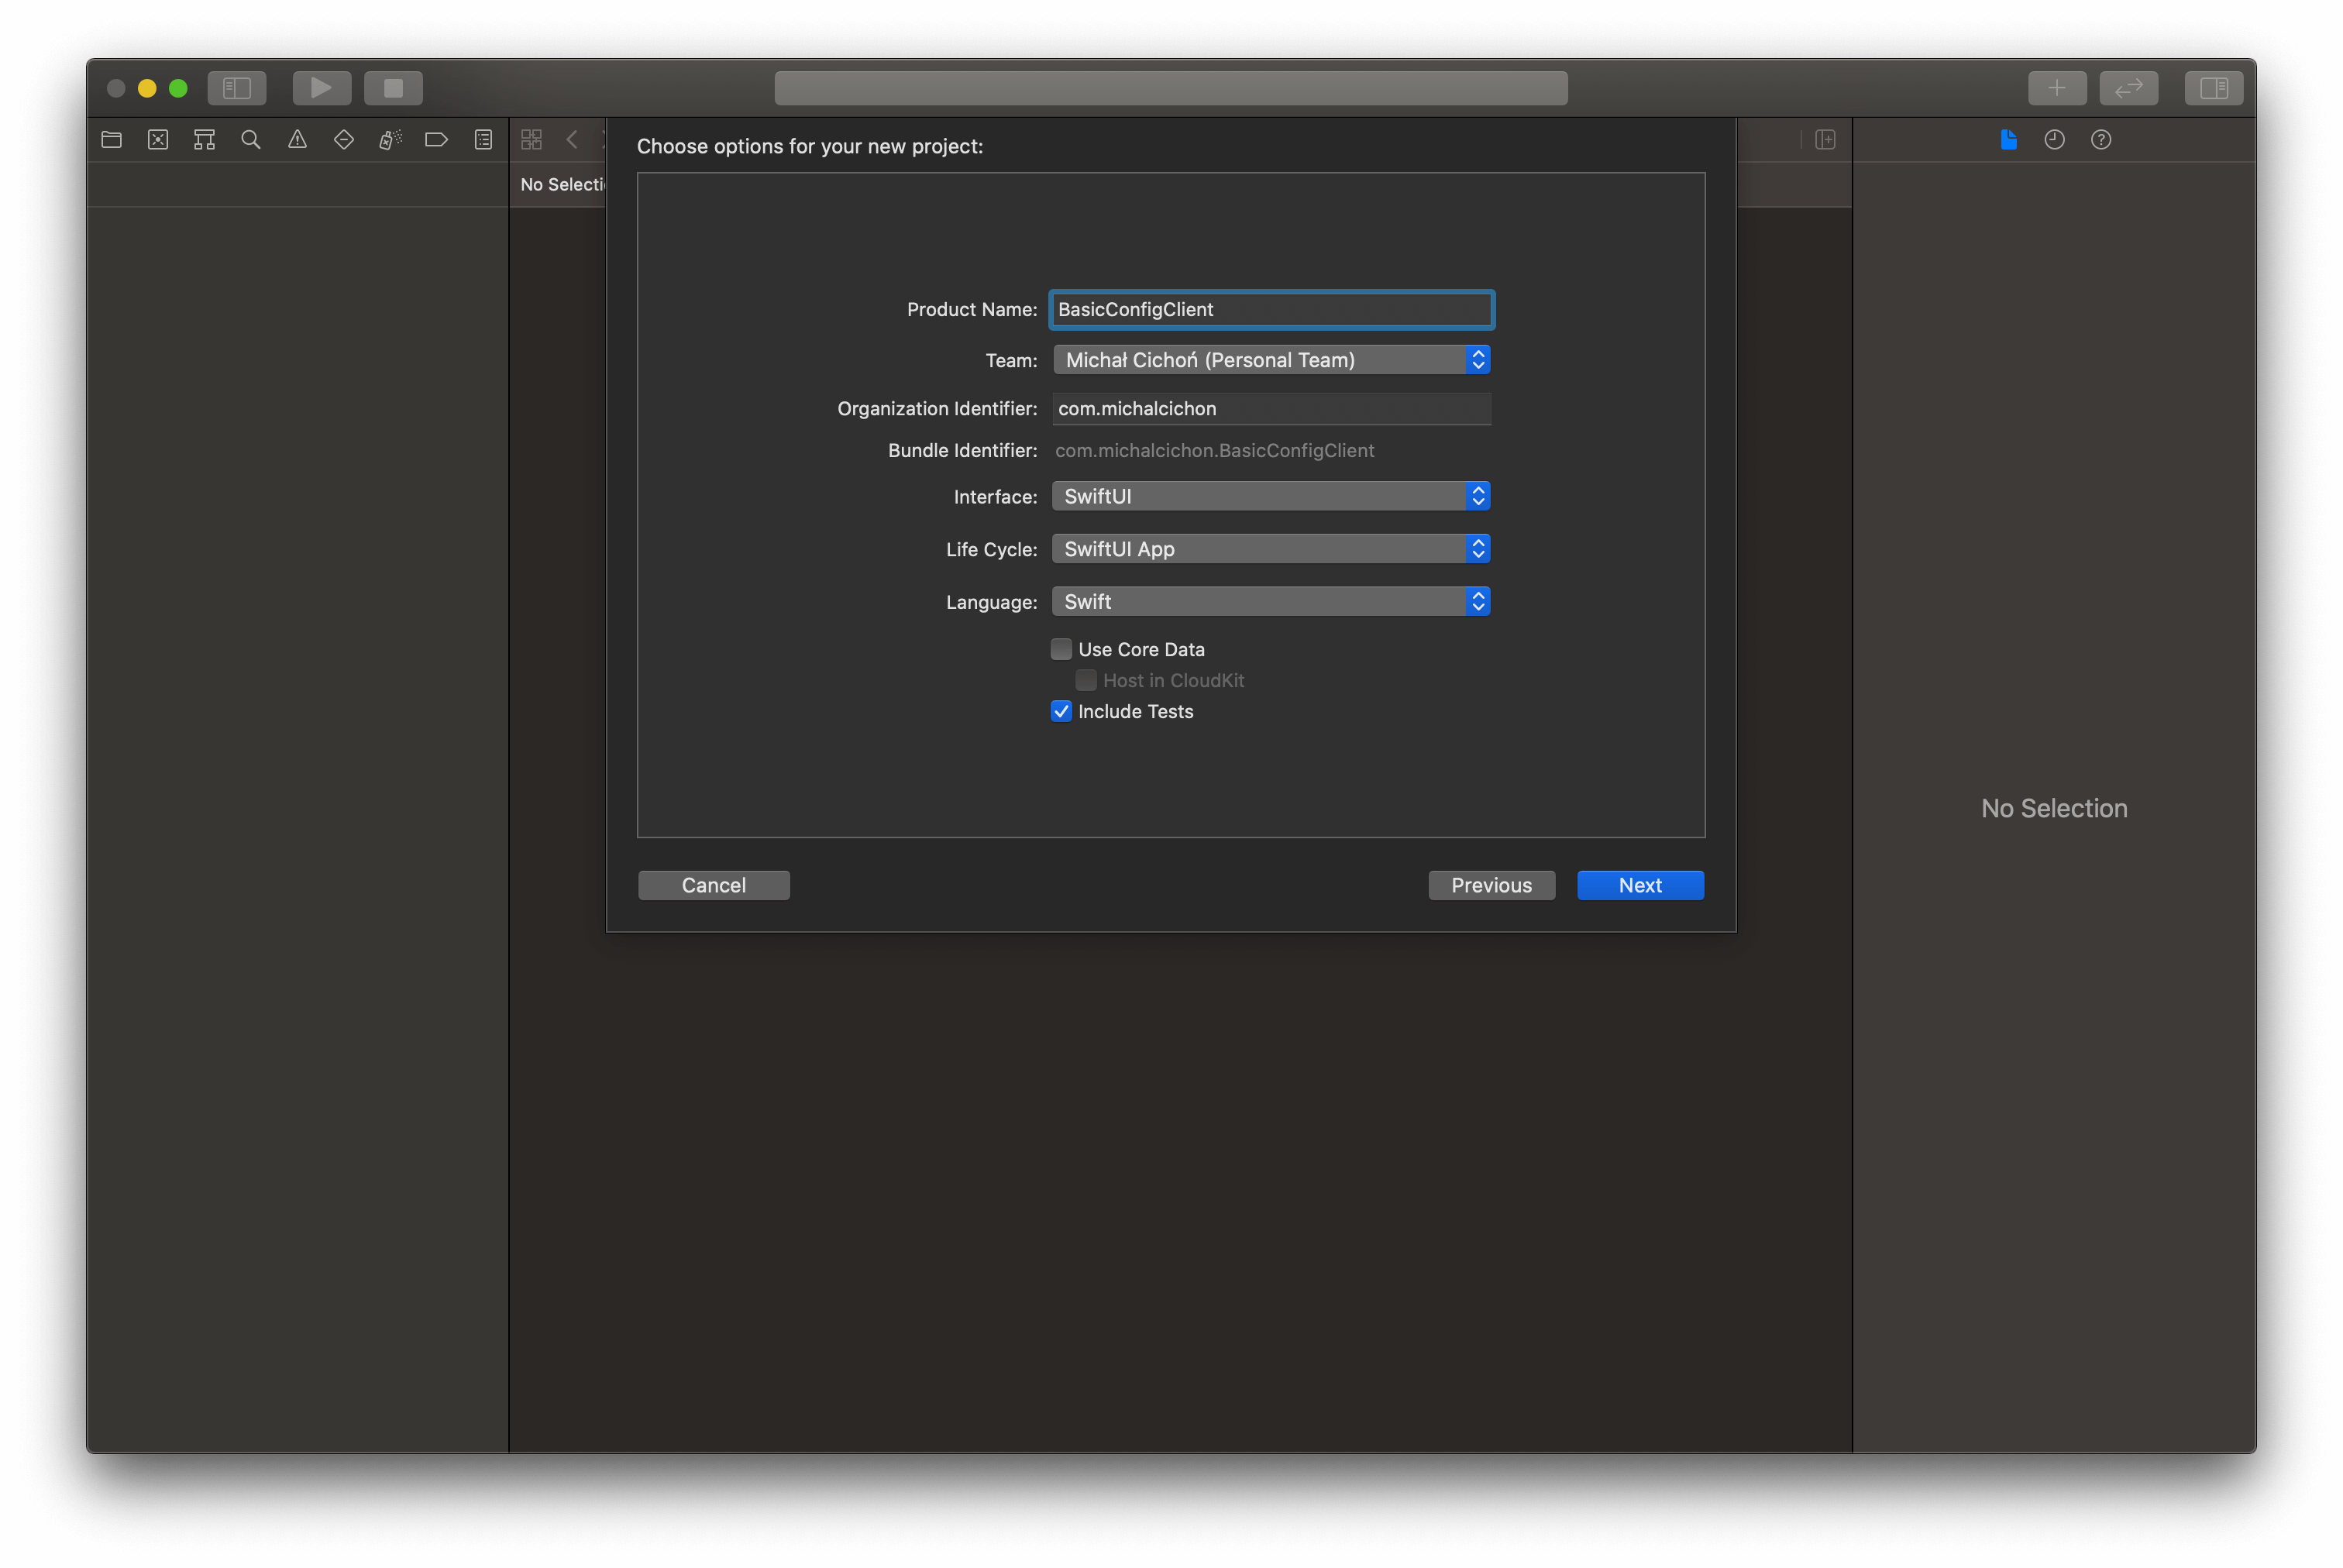 Choose options for your new project:
No Selecti
Product Name: BasicConfigClient
Team: Michał Cichoń (Personal Team)
Organization Identifier: com.michalcichon
Bundle Identifier: com.michalcichon.BasicConfigClient
Interface: SwiftUI
Life Cycle: SwiftUI App
Language: Swift
Use Core Data
Host in CloudKit
Include Tests
No Selection
Cancel Previous Next